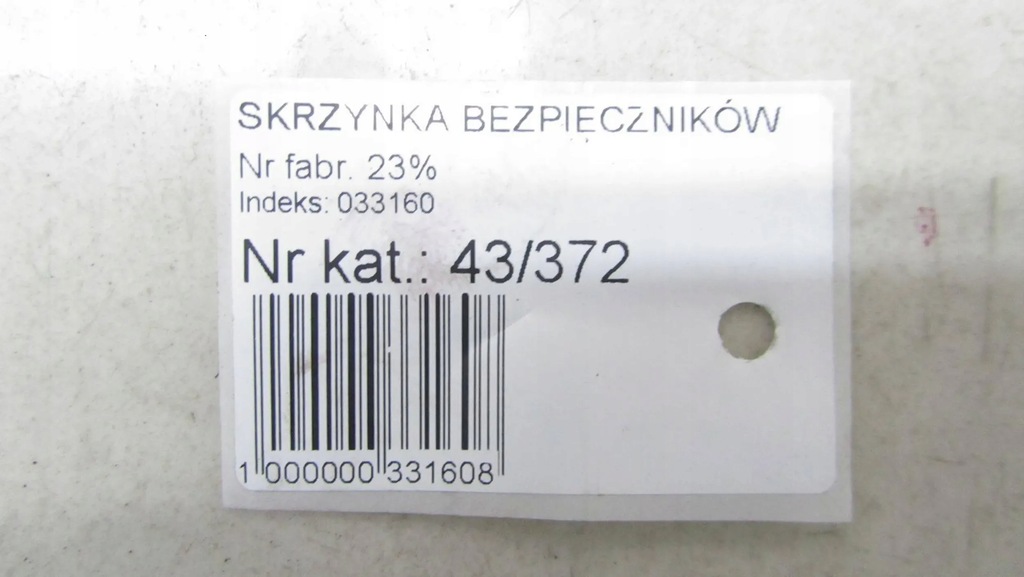 SKRZYNKA BEZPIECZNIKÓW
Nr fabr. 23%
Indeks: 033160
Nr kat.: 43/372
1 000000 331608